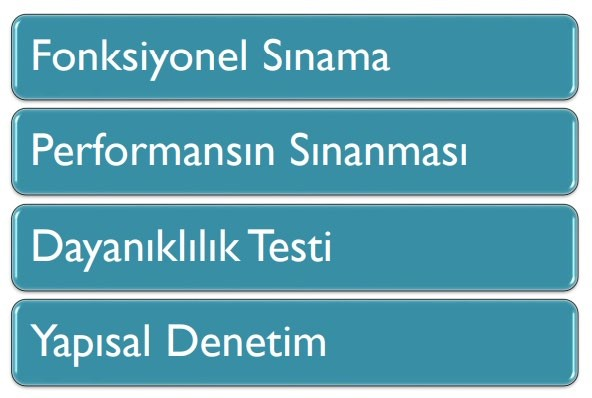 Fonksiyonel Sınama
Performansın Sınanması
Dayanıklılık Testi
Yapısal Denetim